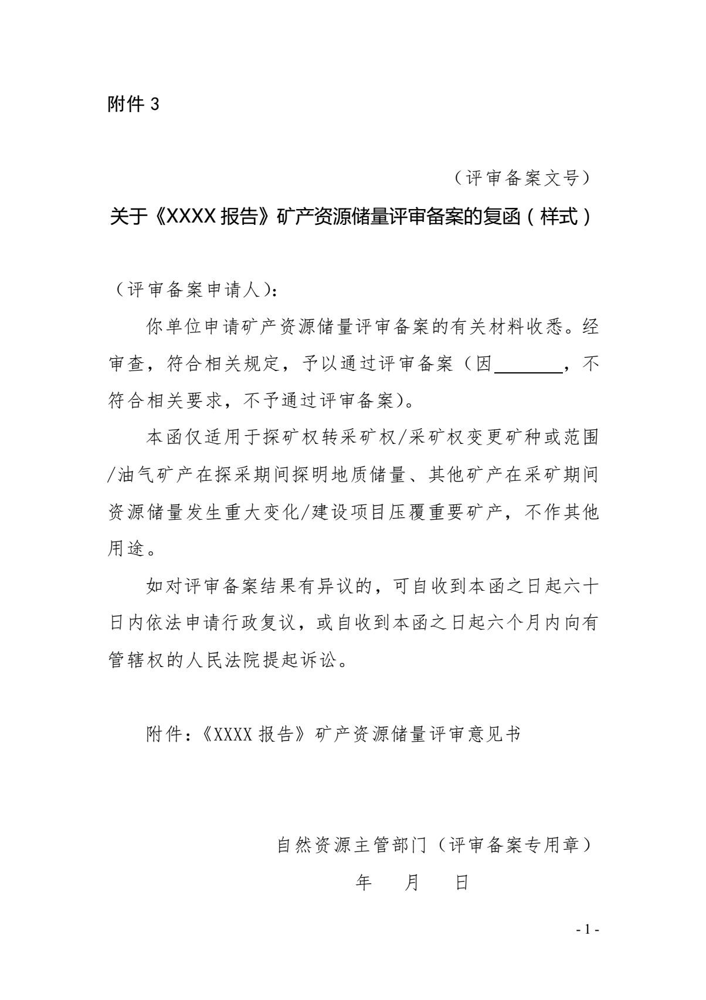 附件 3
（评审备案文号）
关于《XXXX 报告》矿产资源储量评审备案的复函（样式）
（评审备案申请人）：
你单位申请矿产资源储量评审备案的有关材料收悉。经
审查，符合相关规定，予以通过评审备案（因________，不
符合相关要求，不予通过评审备案）。
本函仅适用于探矿权转采矿权/采矿权变更矿种或范围
/油气矿产在探采期间探明地质储量、其他矿产在采矿期间
资源储量发生重大变化/建设项目压覆重要矿产，不作其他
用途。
如对评审备案结果有异议的，可自收到本函之日起六十
日内依法申请行政复议，或自收到本函之日起六个月内向有
管辖权的人民法院提起诉讼。
附件：《XXXX 报告》矿产资源储量评审意见书
自然资源主管部门（评审备案专用章）
年 月 日
- 1 -